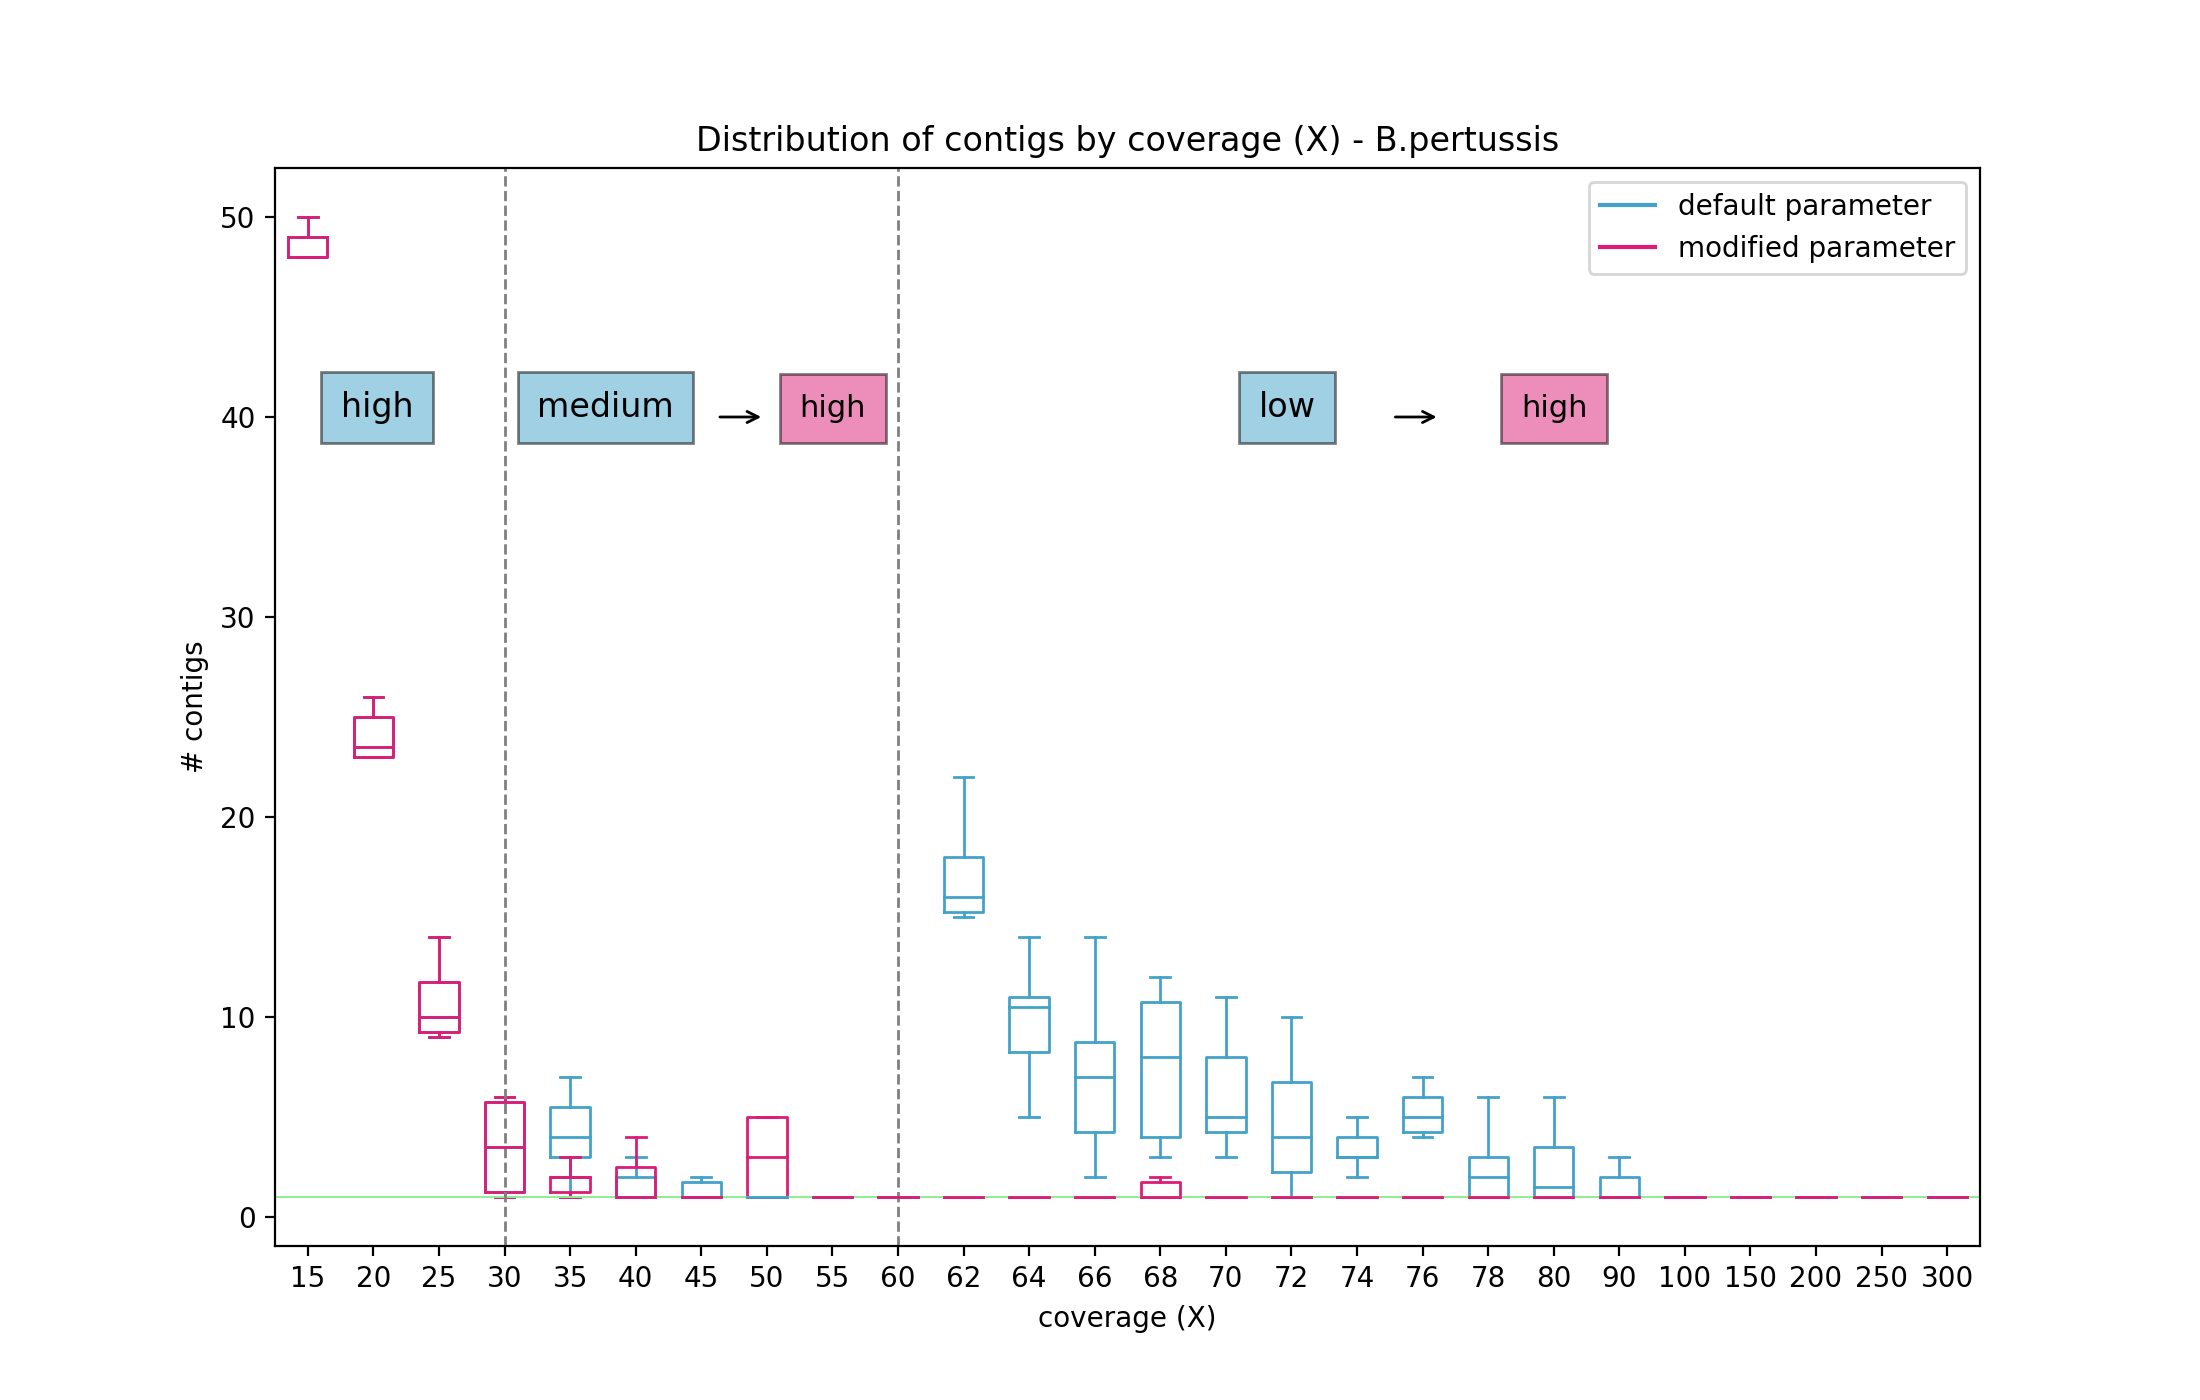 Distribution of contigs by coverage (X) - B.pertussis
default parameter
modified parameter
high
medium
high
low
high
# contigs
50
40
30
20
10
0
15 20 25 30 35 40 45 50 55 60 62 64 66 68 70 72 74 76 78 80 90 100 150 200 250 300
coverage (X)